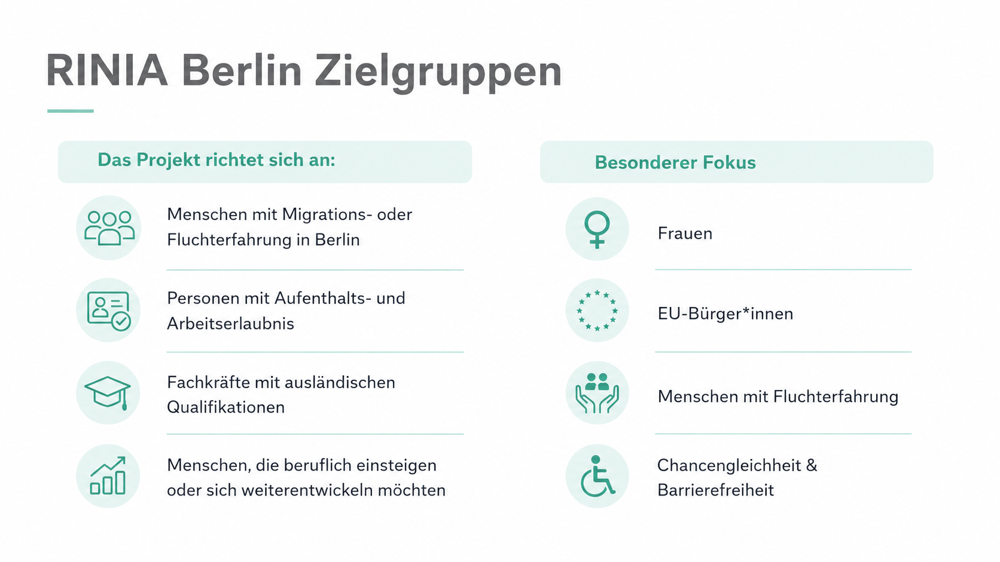 RINIA Berlin Zielgruppen
Das Projekt richtet sich an:
Menschen mit Migrations- oder
Fluchterfahrung in Berlin
Personen mit Aufenthalts- und
Arbeitserlaubnis
Fachkräfte mit ausländischen
Qualifikationen
Menschen, die beruflich einsteigen
oder sich weiterentwickeln möchten
Besonderer Fokus
Frauen
EU-Bürger*innen
Menschen mit Fluchterfahrung
Chancengleichheit &
Barrierefreiheit